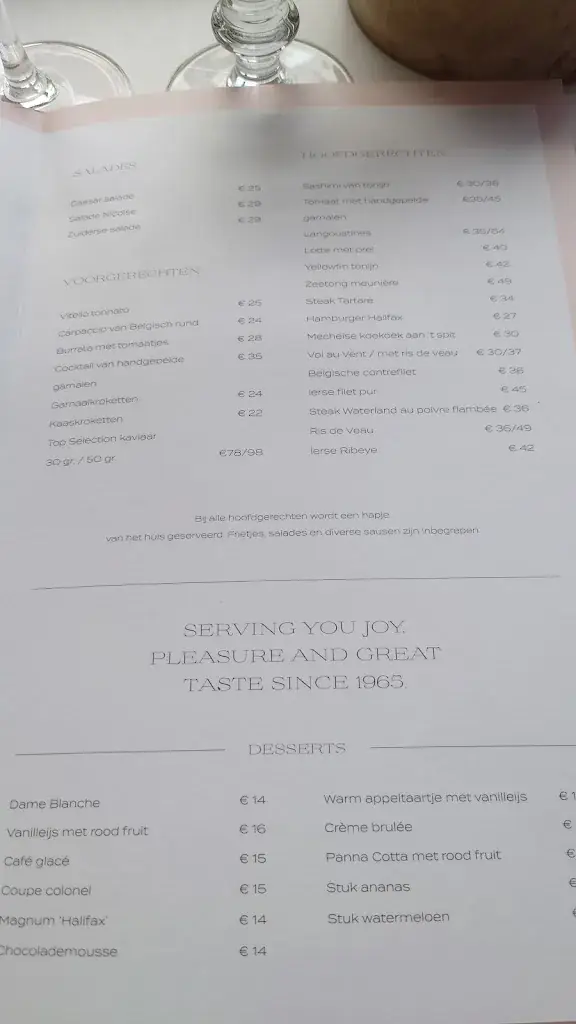 SALADES
Caesar salade € 25
Salade Niçoise € 29
Zuiderse salade € 29
VOORGERECHTEN
Vitello tonnato € 25
Carpaccio van Belgisch rund € 24
Burrata met tomaatjes € 28
Cocktail van handgepelde € 35
garnalen
Garnaalkroketten € 24
Kaaskroketten € 22
Top Selection kaviaar
30 gr. / 50 gr. €78/98
HOOFDGERECHTEN
Sashimi van tonijn € 30/36
Tomaat met handgepelde €35/45
garnalen
Langoustines
met prei € 40
Yellowfin tonijn € 42
Zeetong meunière € 49
Steak Tartare € 34
Hamburger Halifax € 27
Mechelse koekoek aan 't spit € 30
Vol au Vent / met ris de veau € 30/37
Belgische contrefilet € 36
Ierse filet pur € 45
Steak Waterland au poivre flambée € 36
Ris de veau € 36/49
Ierse Ribeye € 42
Bij alle hoofdgerechten wordt een hapje
van het huis geserveerd. Frietjes, salades en diverse sausen zijn inbegrepen
SERVING YOU JOY,
PLEASURE AND GREAT
TASTE SINCE 1965.
DESSERTS
Dame Blanche € 14
Vanilleijs met rood fruit € 16
Café glacé € 15
Coupe colonel € 15
Magnum 'Halifax' € 14
Chocolademousse € 14
Warm appeltaartje met vanilleijs € 1
Crème brulée €
Panna Cotta met rood fruit €
Stuk ananas €
Stuk watermeloen €